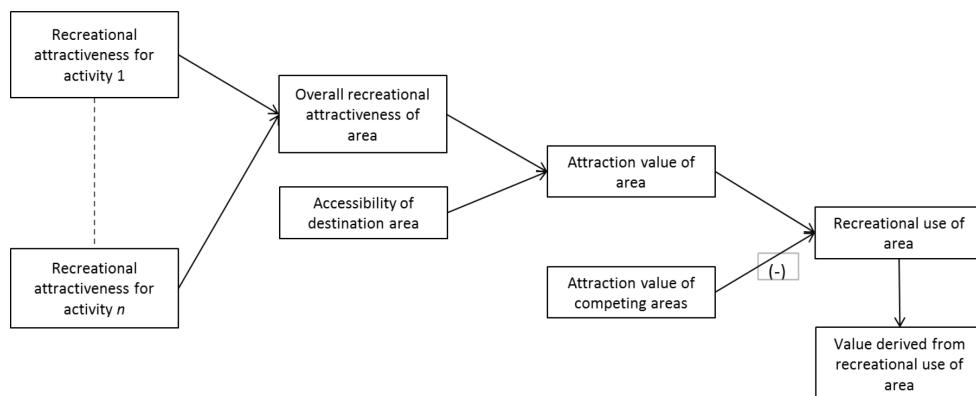 Recreational
attractiveness for
activity 1
Overall recreational
attractiveness of
area
Attraction value of
area
Accessibility of
destination area
Recreational use of
area
Recreational
attractiveness for
activity n
(-)
Attraction value of
competing areas
Value derived from
recreational use of
area